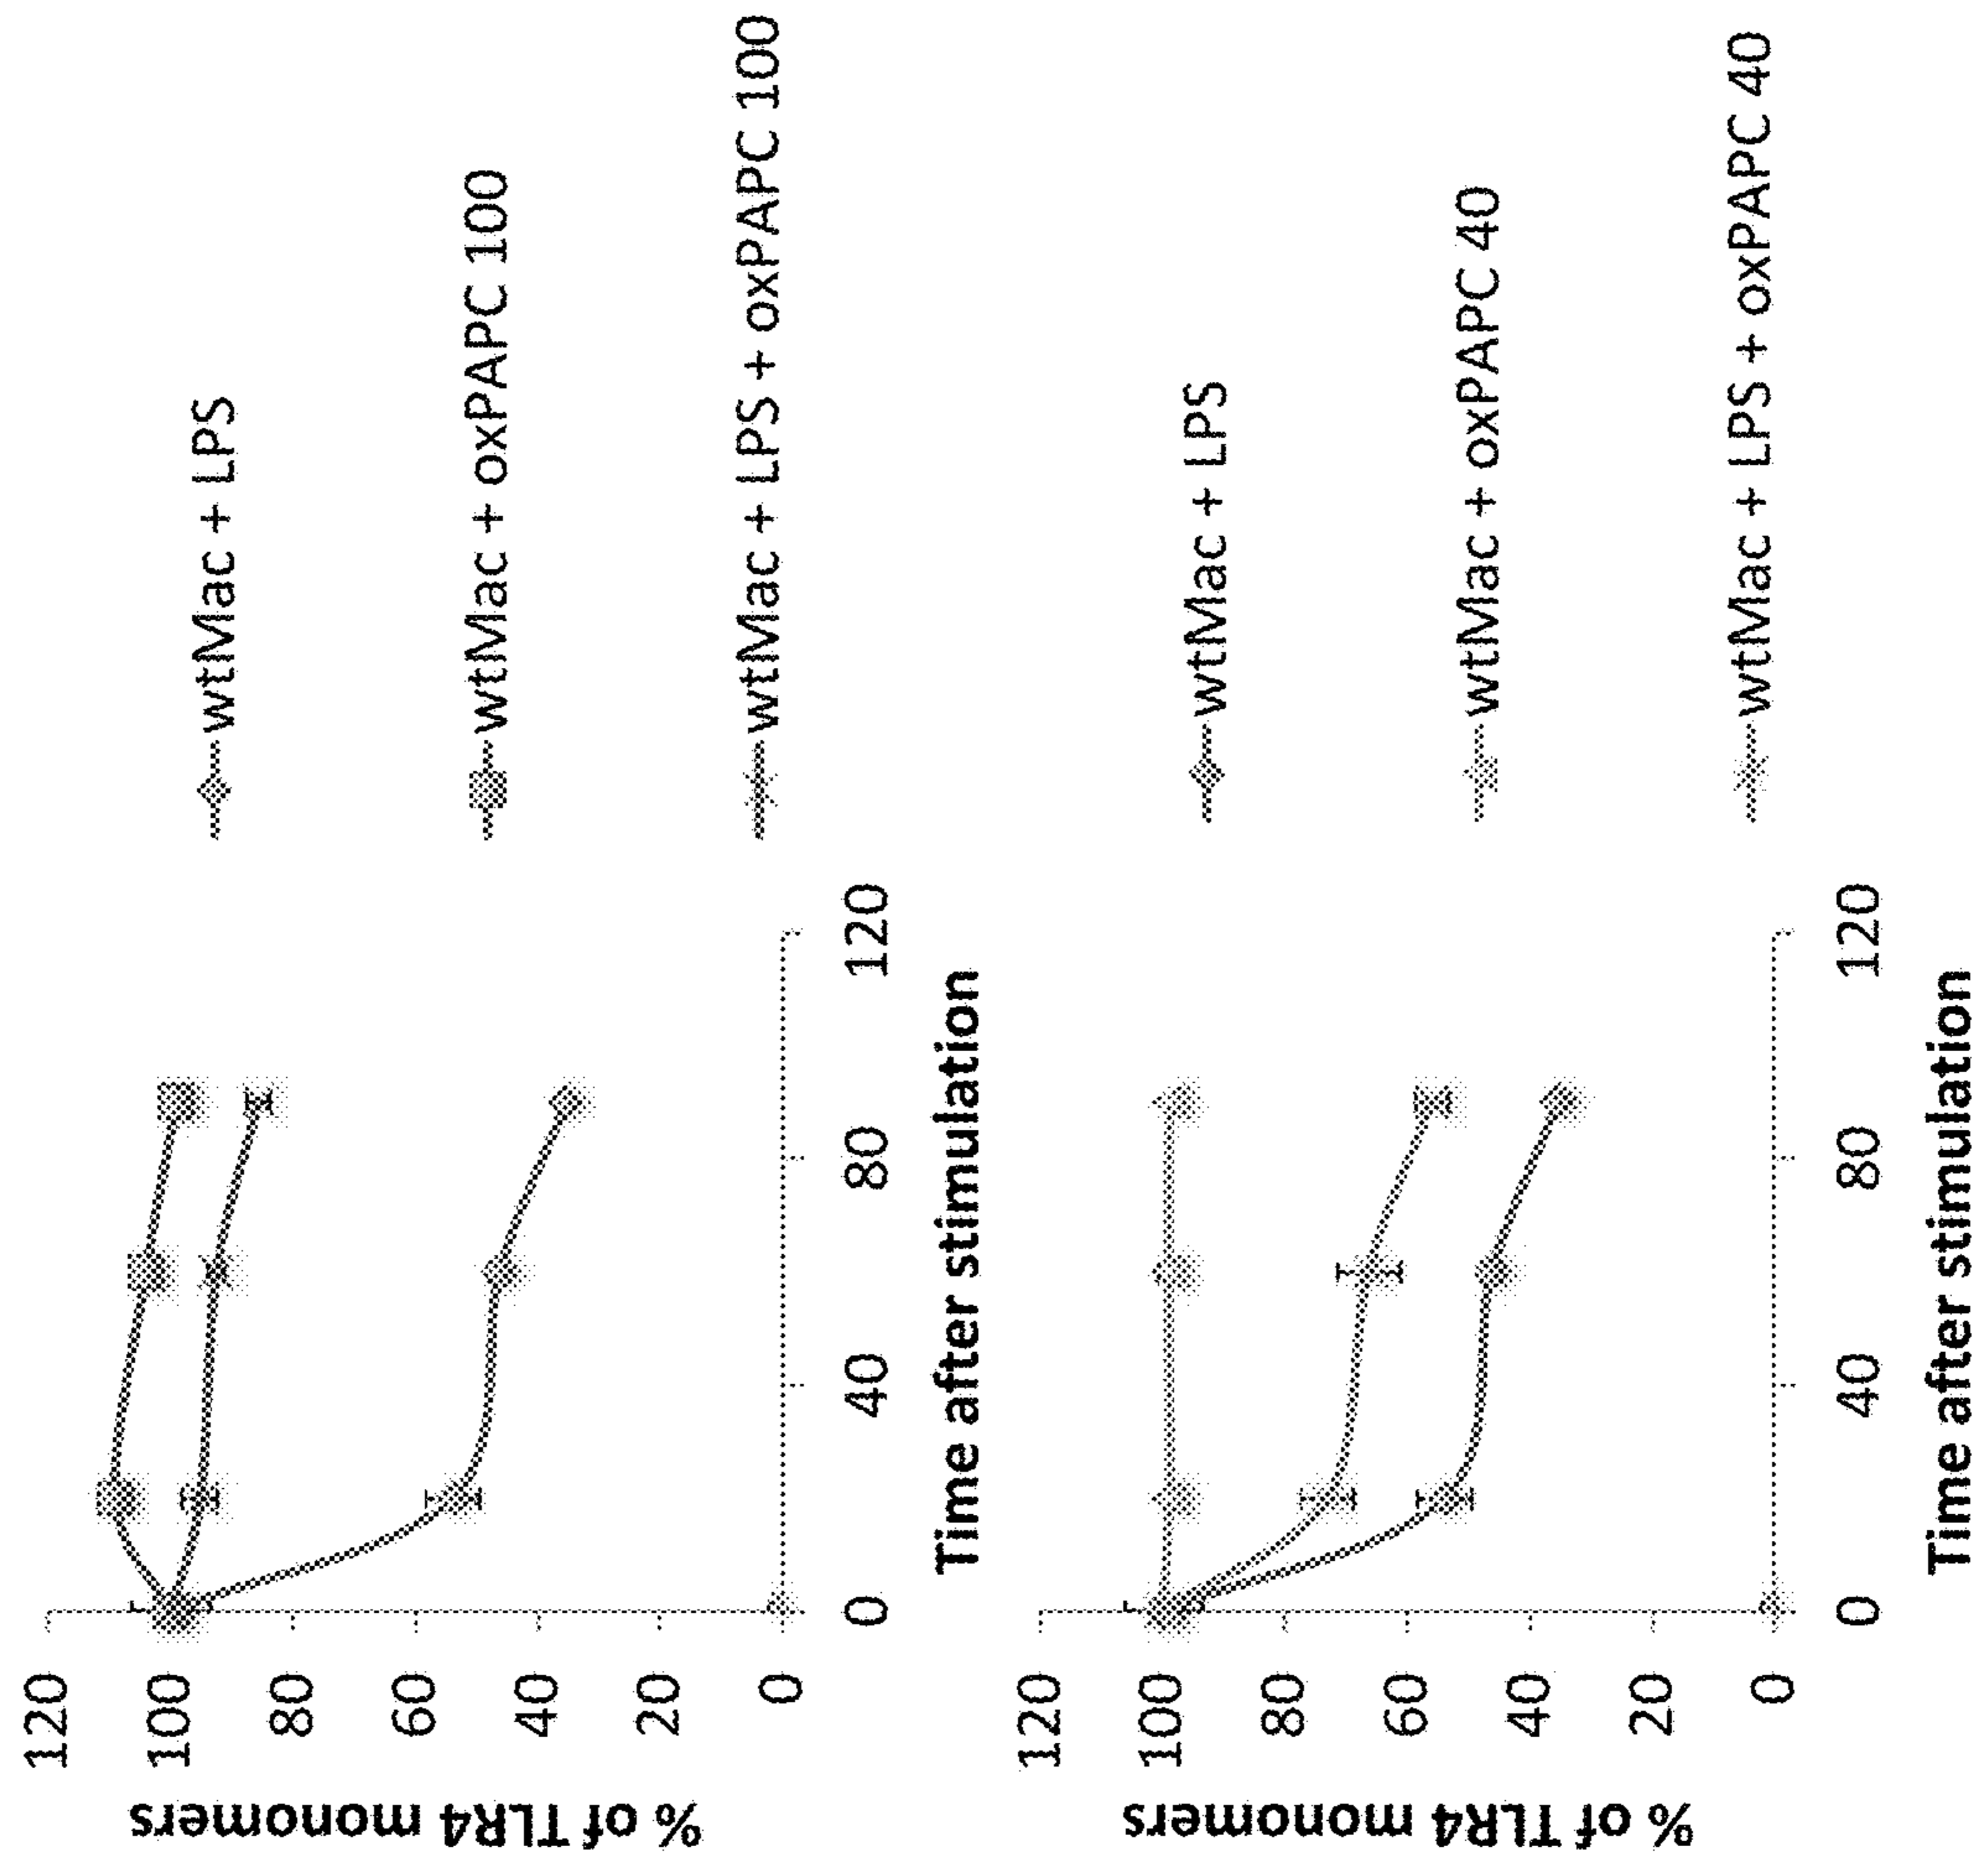 % of TLR4 monomers
120
100
80
60
40
20
0
0
40
80
120
Time after stimulation
wtMac + LPS
wtMac + oxPAPC 100
wtMac + LPS + oxPAPC 100
% of TLR4 monomers
120
100
80
60
40
20
0
0
40
80
120
Time after stimulation
wtMac + LPS
wtMac + oxPAPC 40
wtMac + LPS + oxPAPC 40